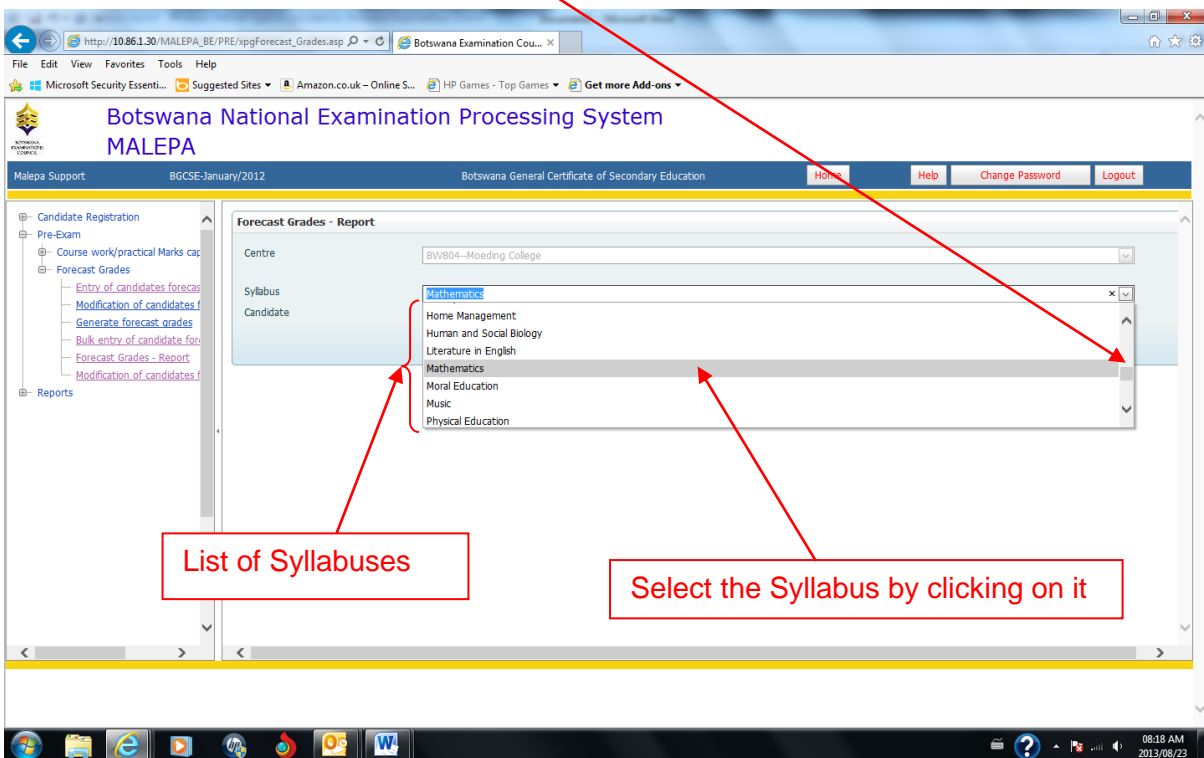 http://10.86.1.30/MALEPA_BE/PRE/xpgForecast_Grades.asp
Botswana Examination Cou...
File Edit View Favorites Tools Help
Microsoft Security Essenti... Suggested Sites Amazon.co.uk – Online S... HP Games - Top Games Get more Add-ons
BOTSWANA
EXAMINATIONS
COUNCIL
Botswana National Examination Processing System
MALEPA
Malepa Support BGCSE-January/2012 Botswana General Certificate of Secondary Education Home Help Change Password Logout
Candidate Registration
Pre-Exam
Course work/practical Marks cap
Forecast Grades
Entry of candidates forecas
Modification of candidates f
Generate forecast grades
Bulk entry of candidate fore
Forecast Grades - Report
Modification of candidates f
Reports
Forecast Grades - Report
Centre BW804--Moeding College
Syllabus Mathematics
Candidate
Home Management
Human and Social Biology
Literature in English
Mathematics
Moral Education
Music
Physical Education
List of Syllabuses
Select the Syllabus by clicking on it
08:18 AM
2013/08/23